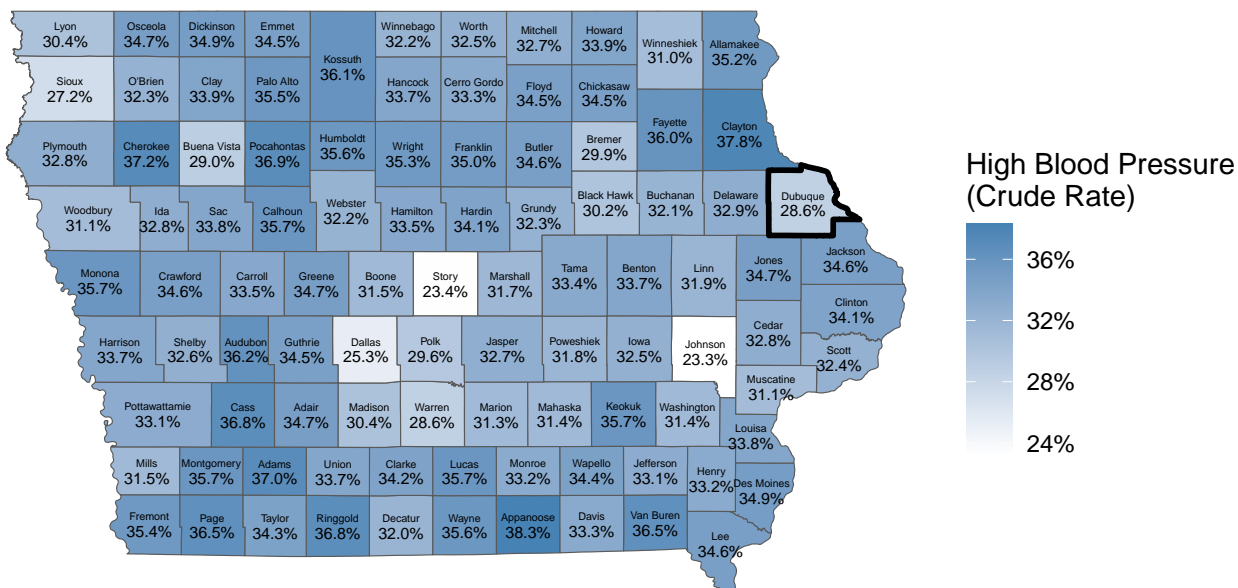 Lyon
30.4%
Osceola
34.7%
Dickinson
34.9%
Emmet
34.5%
Kossuth
36.1%
Winnebago
32.2%
Worth
32.5%
Mitchell
32.7%
Howard
33.9%
Winneshiek
31.0%
Allamakee
35.2%
Sioux
27.2%
O'Brien
32.3%
Clay
33.9%
Palo Alto
35.5%
Hancock
33.7%
Cerro Gordo
33.3%
Floyd
34.5%
Chickasaw
34.5%
Fayette
36.0%
Clayton
37.8%
Plymouth
32.8%
Cherokee
37.2%
Buena Vista
29.0%
Pocahontas
36.9%
Humboldt
35.6%
Wright
35.3%
Franklin
35.0%
Butler
34.6%
Bremer
29.9%
Woodbury
31.1%
Ida
32.8%
Sac
33.8%
Calhoun
35.7%
Webster
32.2%
Hamilton
33.5%
Hardin
34.1%
Grundy
32.3%
Black Hawk
30.2%
Buchanan
32.1%
Delaware
32.9%
Dubuque
28.6%
Monona
35.7%
Crawford
34.6%
Carroll
33.5%
Greene
34.7%
Boone
31.5%
Story
23.4%
Marshall
31.7%
Tama
33.4%
Benton
33.7%
Linn
31.9%
Jones
34.7%
Jackson
34.6%
Clinton
34.1%
Harrison
33.7%
Shelby
32.6%
Audubon
36.2%
Guthrie
34.5%
Dallas
25.3%
Polk
29.6%
Jasper
32.7%
Poweshiek
31.8%
Iowa
32.5%
Johnson
23.3%
Cedar
32.8%
Scott
32.4%
Muscatine
31.1%
Pottawattamie
33.1%
Cass
36.8%
Adair
34.7%
Madison
30.4%
Warren
28.6%
Marion
31.3%
Mahaska
31.4%
Keokuk
35.7%
Washington
31.4%
Louisa
33.8%
Mills
31.5%
Montgomery
35.7%
Adams
37.0%
Union
33.7%
Clarke
34.2%
Lucas
35.7%
Monroe
33.2%
Wapello
34.4%
Jefferson
33.1%
Henry
33.2%
Des Moines
34.9%
Fremont
35.4%
Page
36.5%
Taylor
34.3%
Ringgold
36.8%
Decatur
32.0%
Wayne
35.6%
Appanoose
38.3%
Davis
33.3%
Van Buren
36.5%
Lee
34.6%
High Blood Pressure
(Crude Rate)
36%
32%
28%
24%